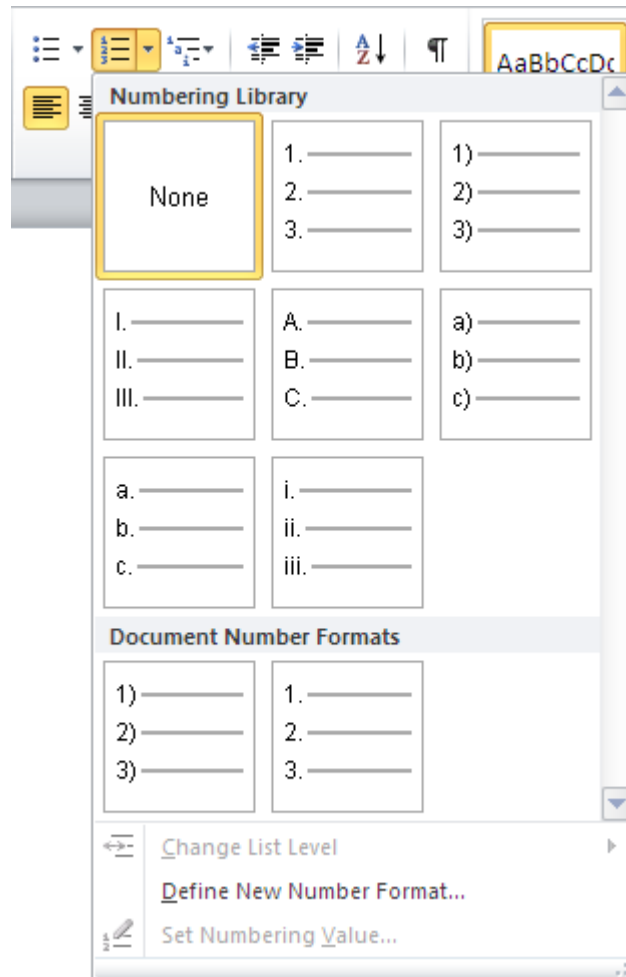 AaBbCcDc
Numbering Library
None
1.
2.
3.
1)
2)
3)
I.
II.
III.
A.
B.
C.
a)
b)
c)
a.
b.
c.
i.
ii.
iii.
Document Number Formats
1)
2)
3)
1.
2.
3.
Change List Level
Define New Number Format...
Set Numbering Value...